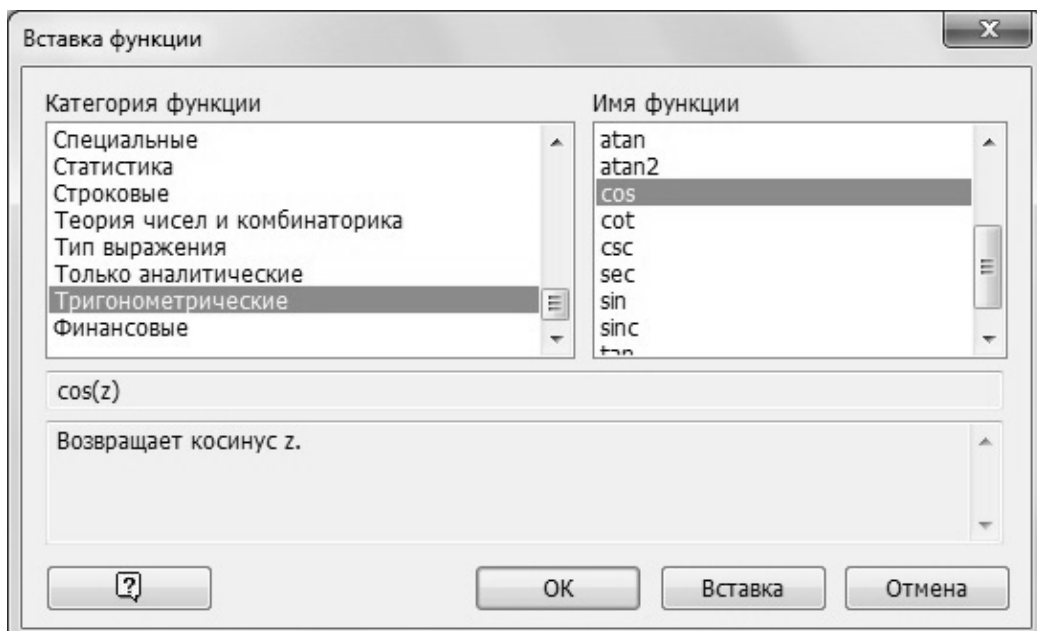 Вставка функции
Категория функции
Специальные
Статистика
Строковые
Теория чисел и комбинаторика
Тип выражения
Только аналитические
Тригонометрические
Финансовые
Имя функции
atan
atan2
cos
cot
csc
sec
sin
sinc
tan
cos(z)
Возвращает косинус z.
OK
Вставка
Отмена